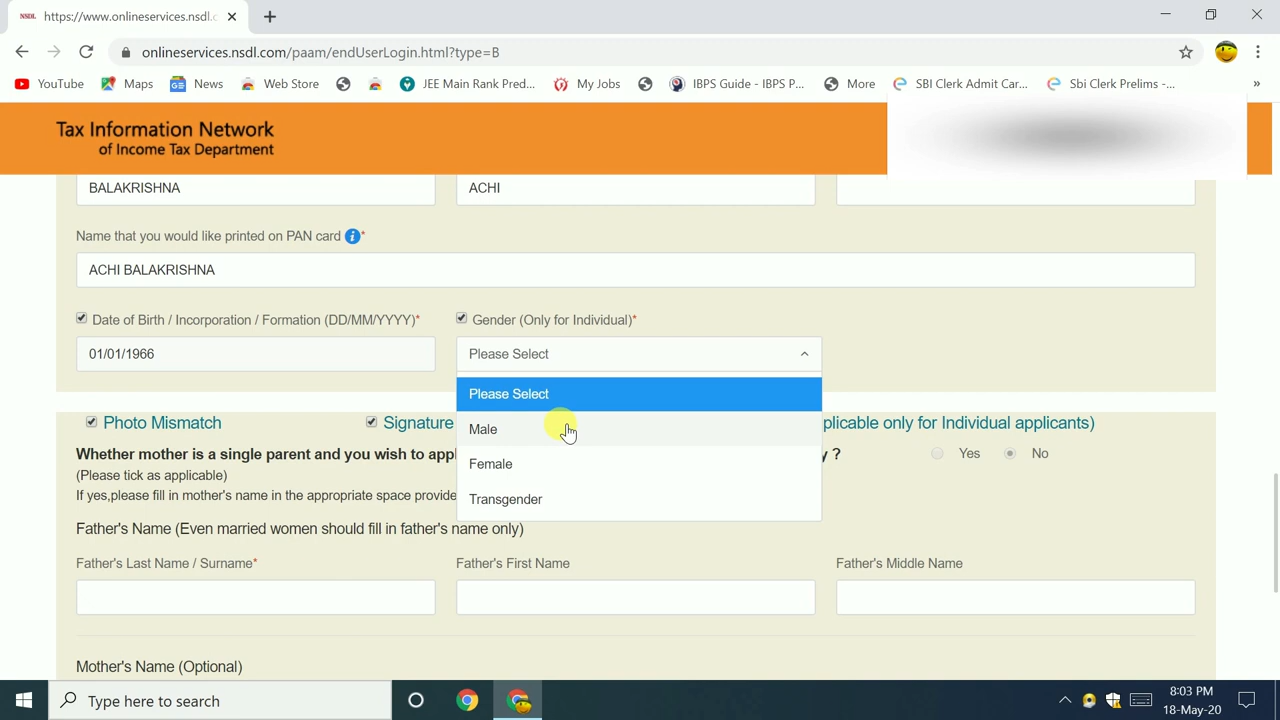 NSDL https://www.onlineservices.nsdl.c
onlineservices.nsdl.com/paam/endUserLogin.html?type=B
YouTube Maps News Web Store JEE Main Rank Pred... My Jobs IBPS Guide - IBPS P... More SBI Clerk Admit Car... Sbi Clerk Prelims -... »
Tax Information Network
of Income Tax Department
BALAKRISHNA ACHI
Name that you would like printed on PAN card i*
ACHI BALAKRISHNA
Date of Birth / Incorporation / Formation (DD/MM/YYYY)* Gender (Only for Individual)*
01/01/1966 Please Select
Please Select
Male
Female
Transgender
Photo Mismatch Signature plicable only for Individual applicants)
Whether mother is a single parent and you wish to appl y ? Yes No
(Please tick as applicable)
If yes,please fill in mother's name in the appropriate space provide
Father's Name (Even married women should fill in father's name only)
Father's Last Name / Surname* Father's First Name Father's Middle Name
Mother's Name (Optional)
Type here to search
8:03 PM
18-May-20